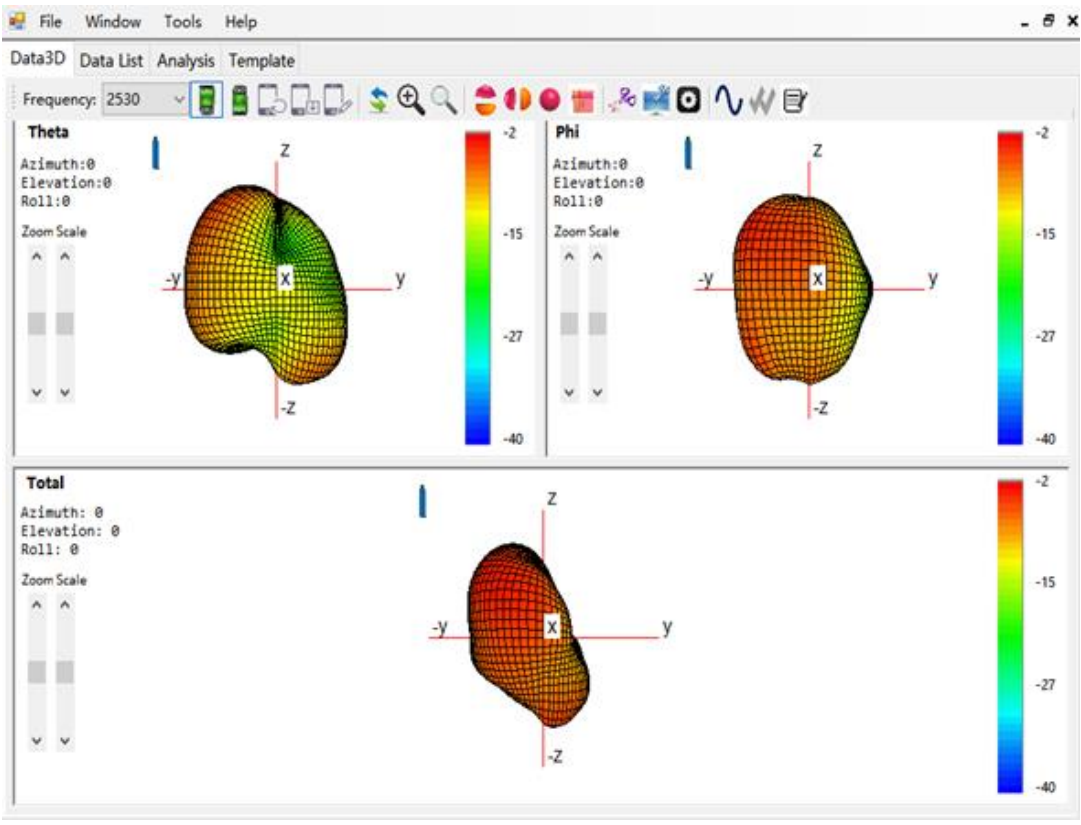 File Window Tools Help
Data3D Data List Analysis Template
Frequency: 2530
Theta
Azimuth:0
Elevation:0
Roll:0
Zoom Scale
z
-y
x
y
-z
-2
-15
-27
-40
Phi
Azimuth:0
Elevation:0
Roll:0
Zoom Scale
z
-y
x
y
-z
-2
-15
-27
-40
Total
Azimuth: 0
Elevation: 0
Roll: 0
Zoom Scale
z
-y
x
y
-z
-2
-15
-27
-40